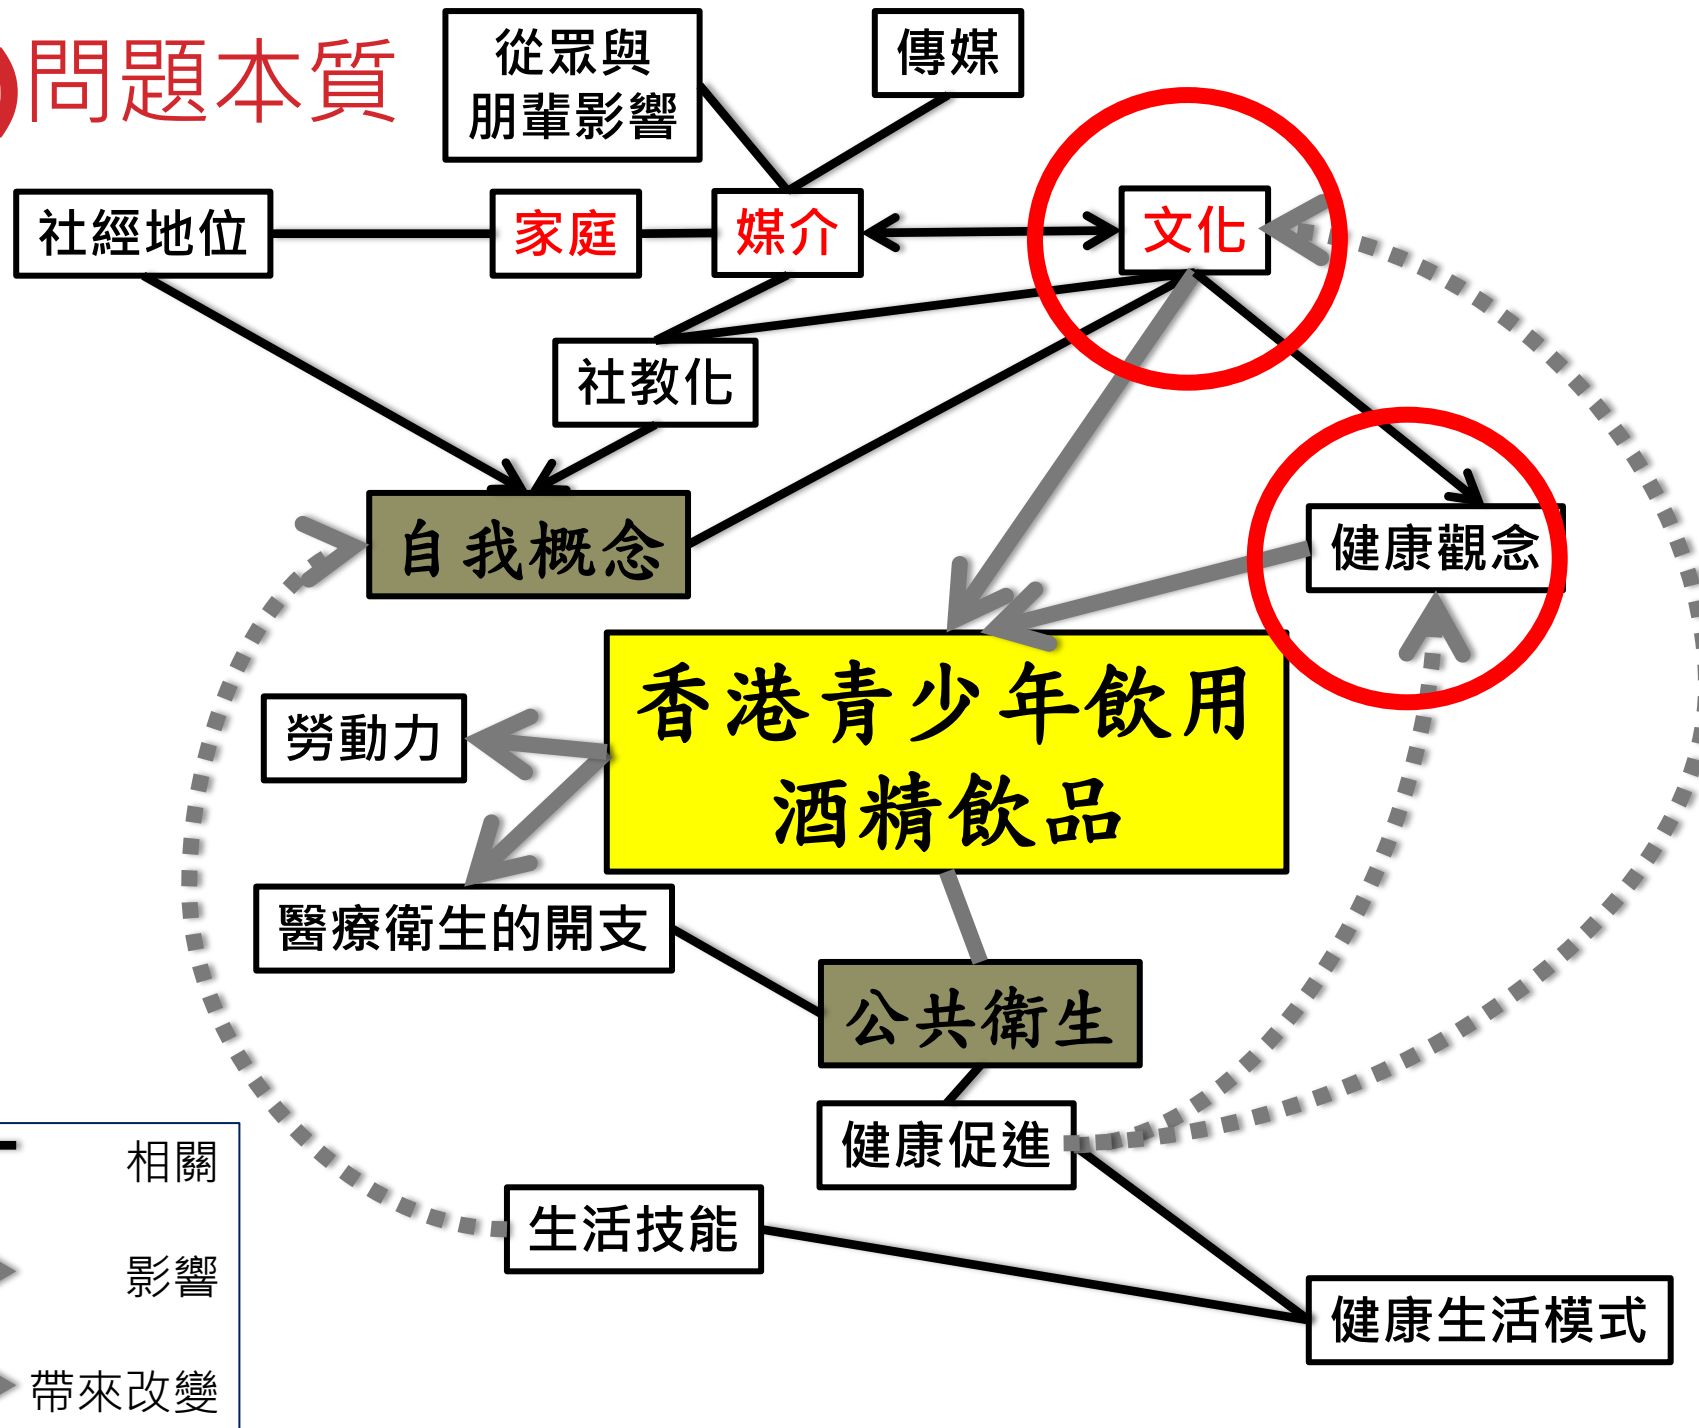 問題本質
從眾與
朋輩影響
傳媒
社經地位
家庭
媒介
文化
社教化
自我概念
健康觀念
香港青少年飲用
酒精飲品
勞動力
醫療衛生的開支
公共衛生
健康促進
生活技能
健康生活模式
相關
影響
帶來改變